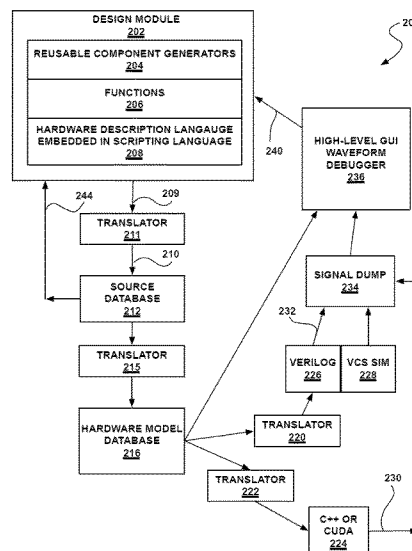 DESIGN MODULE
202
REUSABLE COMPONENT GENERATORS
204
FUNCTIONS
206
HARDWARE DESCRIPTION LANGAUGE
EMBEDDED IN SCRIPTING LANGUAGE
208
20
240
HIGH-LEVEL GUI
WAVEFORM
DEBUGGER
236
244
209
TRANSLATOR
211
210
SOURCE
DATABASE
212
SIGNAL DUMP
234
232
TRANSLATOR
215
VERILOG
226
VCS SIM
228
HARDWARE MODEL
DATABASE
216
TRANSLATOR
220
TRANSLATOR
222
230
C++ OR
CUDA
224